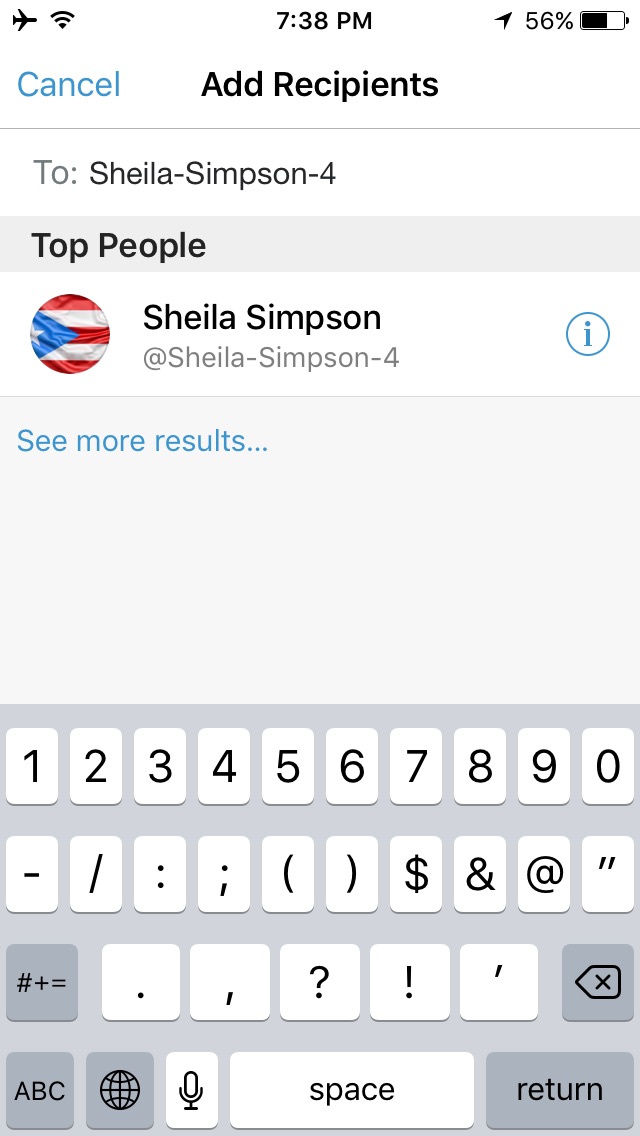 7:38 PM 56%
Cancel Add Recipients
To: Sheila-Simpson-4
Top People
Sheila Simpson
@Sheila-Simpson-4
i
See more results...
1 2 3 4 5 6 7 8 9 0
- / : ; ( ) $ & @ "
#+= . , ? ! '
ABC space return